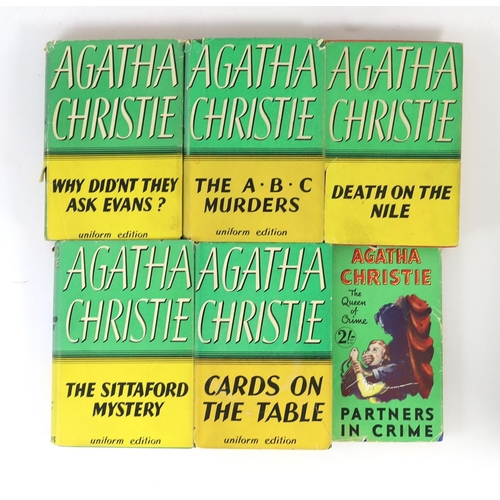 AGATHA
CHRISTIE
WHY DID'NT THEY
ASK EVANS?
uniform edition
AGATHA
CHRISTIE
THE A·B·C
MURDERS
uniform edition
AGATHA
CHRISTIE
DEATH ON THE
NILE
AGATHA
CHRISTIE
THE SITTAFORD
MYSTERY
uniform edition
AGATHA
CHRISTIE
CARDS ON
THE TABLE
uniform edition
AGATHA
CHRISTIE
The
Queen
of
Crime
2/-
PARTNERS
IN CRIME